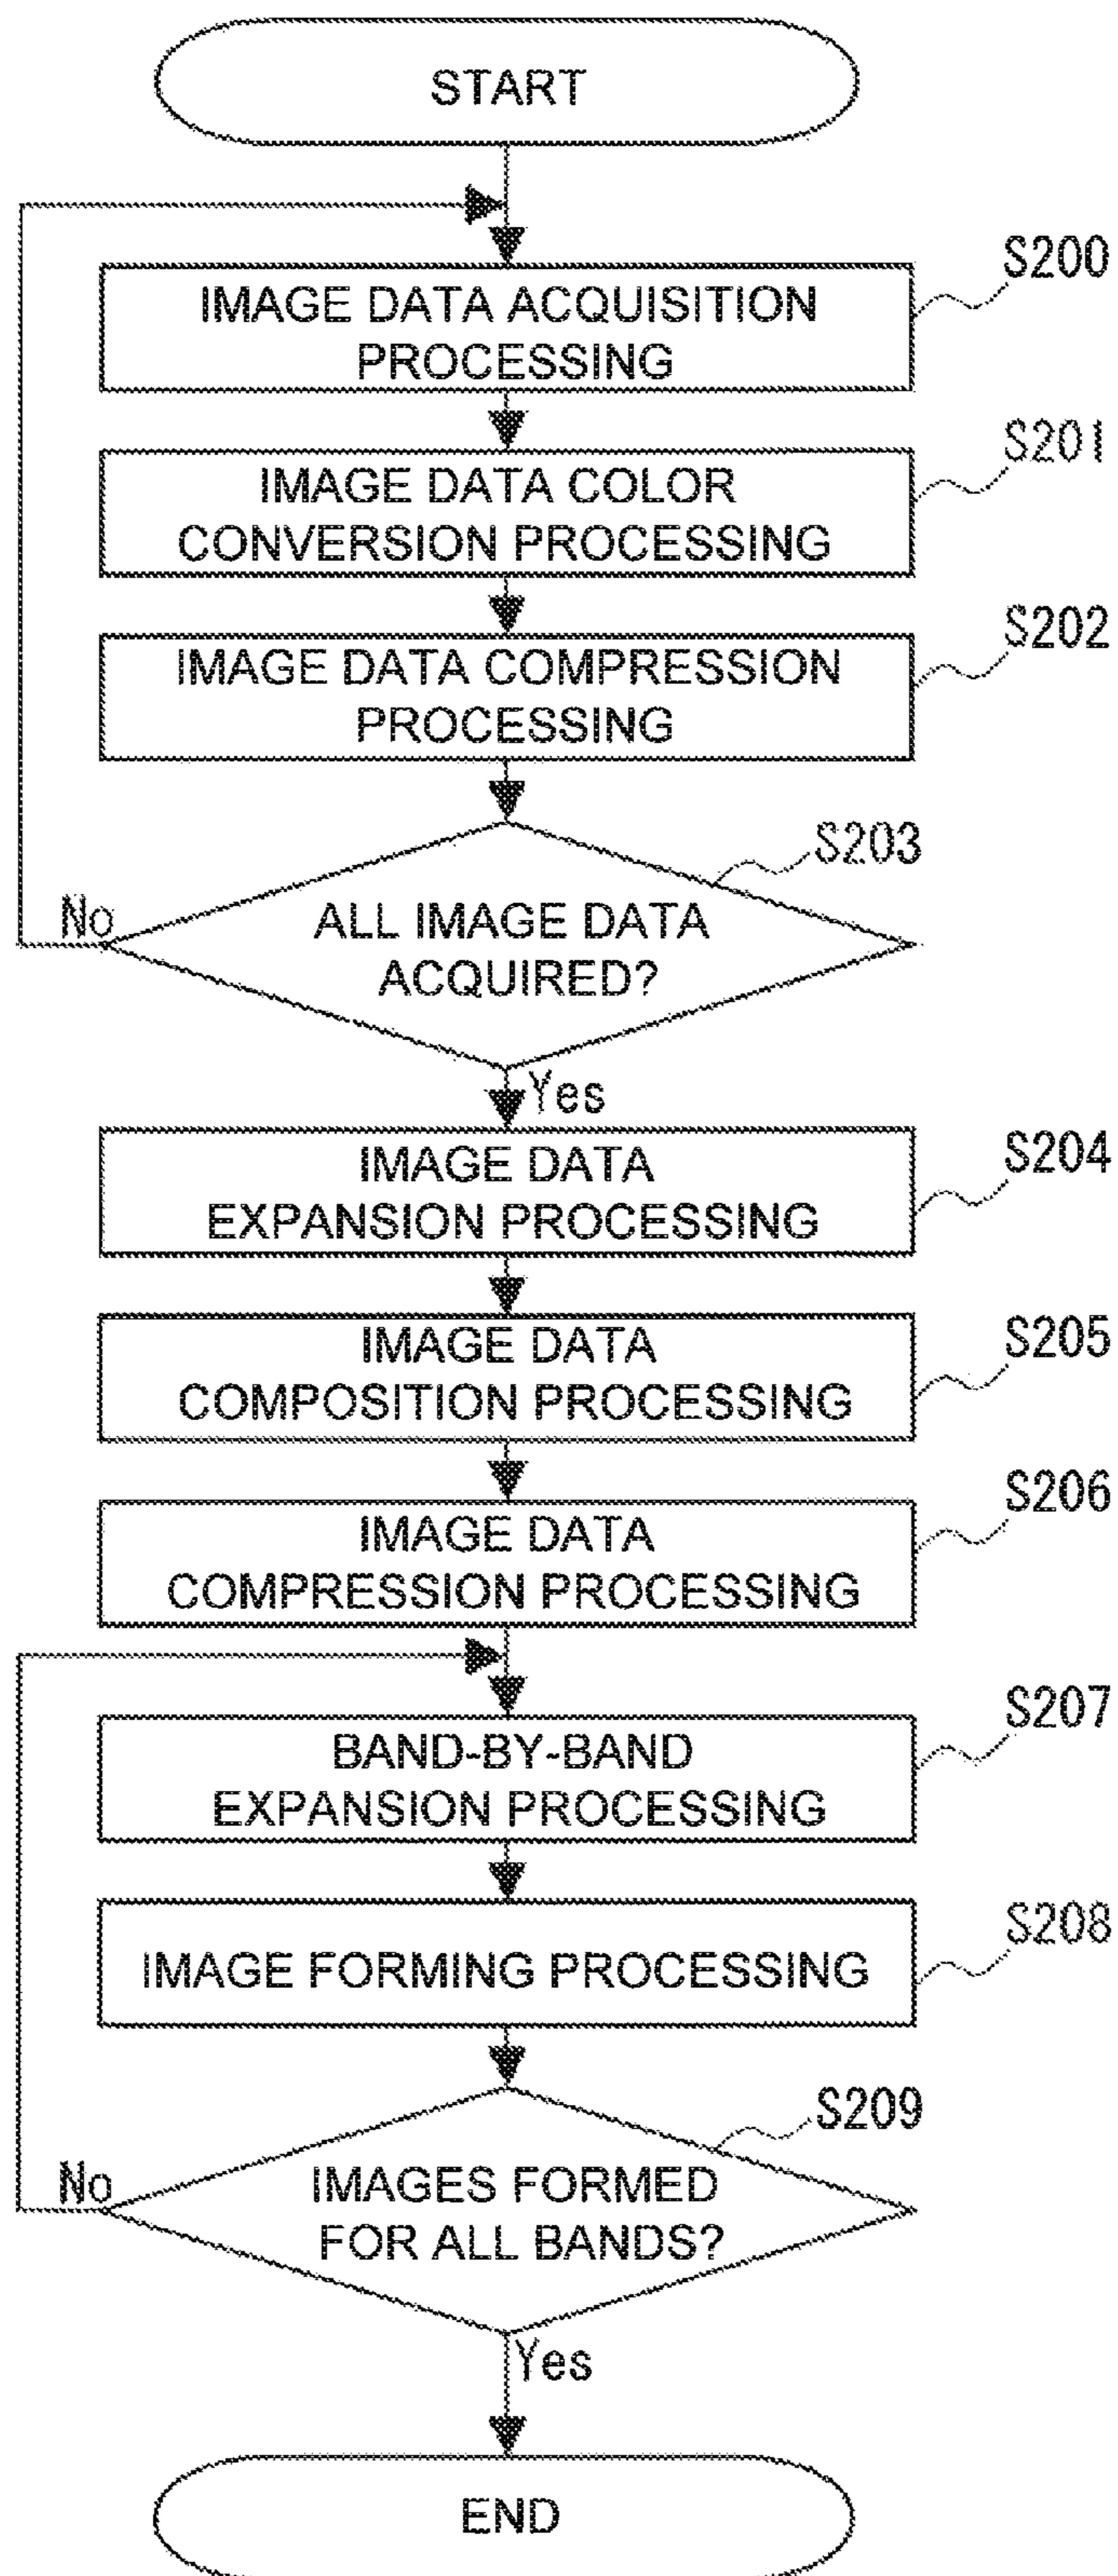 START
S200
IMAGE DATA ACQUISITION
PROCESSING
S201
IMAGE DATA COLOR
CONVERSION PROCESSING
S202
IMAGE DATA COMPRESSION
PROCESSING
S203
No
ALL IMAGE DATA
ACQUIRED?
Yes
S204
IMAGE DATA
EXPANSION PROCESSING
S205
IMAGE DATA
COMPOSITION PROCESSING
S206
IMAGE DATA
COMPRESSION PROCESSING
S207
BAND-BY-BAND
EXPANSION PROCESSING
S208
IMAGE FORMING PROCESSING
S209
No
IMAGES FORMED
FOR ALL BANDS?
Yes
END